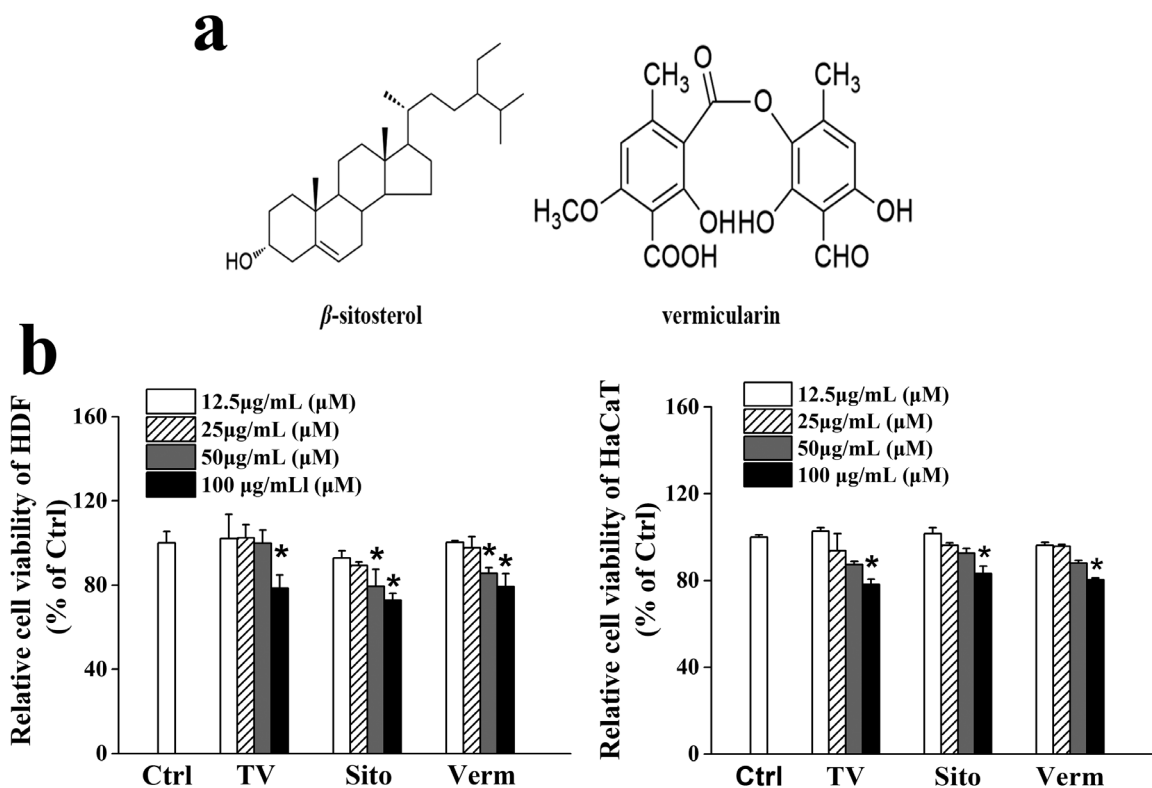 a
HO
β-sitosterol
CH₃
O
O
CH₃
H₃CO
OHHO
OH
COOH
CHO
vermicularin
b
Relative cell viability of HDF
(% of Ctrl)
160
120
80
40
0
12.5μg/mL (μM)
25μg/mL (μM)
50μg/mL (μM)
100 μg/mLl (μM)
*
*
*
*
*
Ctrl TV Sito Verm
Relative cell viability of HaCaT
(% of Ctrl)
160
120
80
40
0
12.5μg/mL (μM)
25μg/mL (μM)
50μg/mL (μM)
100 μg/mL (μM)
*
*
*
Ctrl TV Sito Verm